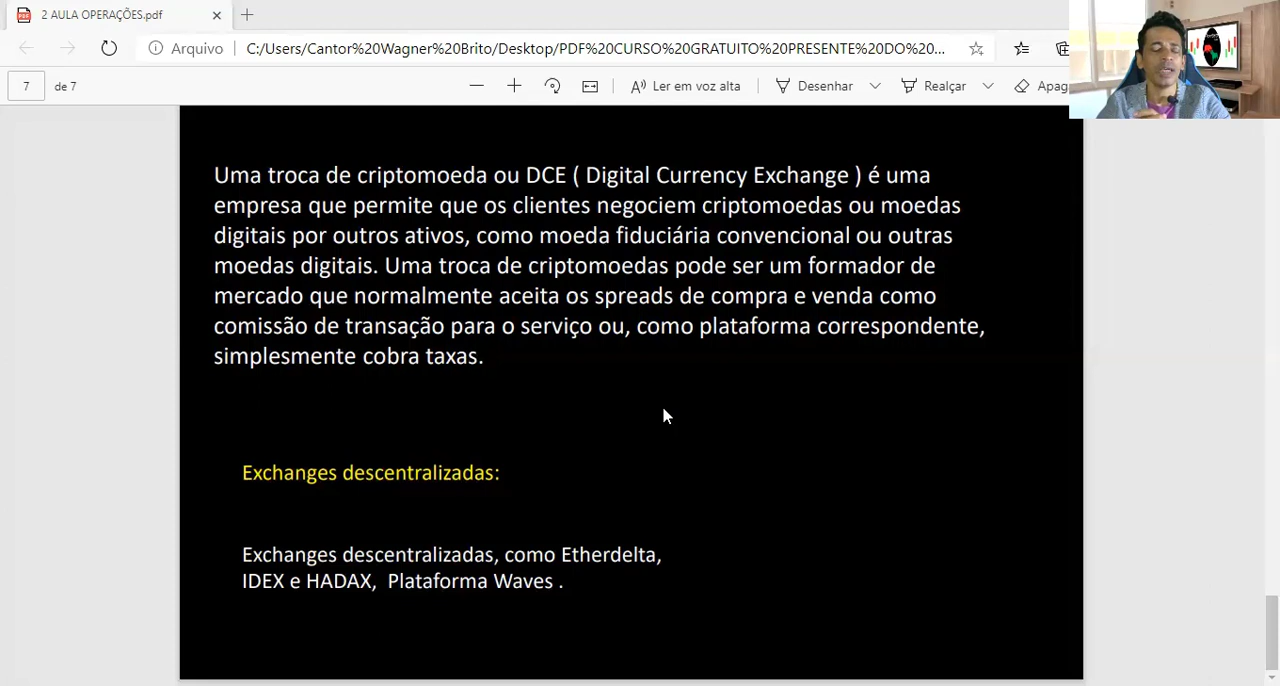 2 AULA OPERAÇÕES.pdf
Arquivo
C:/Users/Cantor%20Wagner%20Brito/Desktop/PDF%20CURSO%20GRATUITO%20PRESENTE%20DO%20...
7 de 7
Ler em voz alta
Desenhar
Realçar
Apag
Uma troca de criptomoeda ou DCE ( Digital Currency Exchange ) é uma
empresa que permite que os clientes negociem criptomoedas ou moedas
digitais por outros ativos, como moeda fiduciária convencional ou outras
moedas digitais. Uma troca de criptomoedas pode ser um formador de
mercado que normalmente aceita os spreads de compra e venda como
comissão de transação para o serviço ou, como plataforma correspondente,
simplesmente cobra taxas.
Exchanges descentralizadas:
Exchanges descentralizadas, como Etherdelta,
IDEX e HADAX, Plataforma Waves .